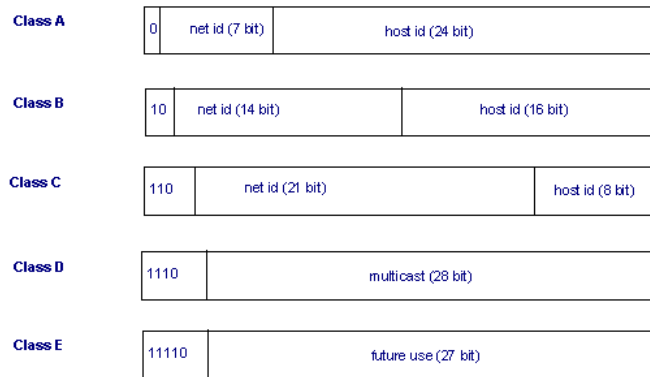 Class A 0 net id (7 bit) host id (24 bit)
Class B 10 net id (14 bit) host id (16 bit)
Class C 110 net id (21 bit) host id (8 bit)
Class D 1110 multicast (28 bit)
Class E 11110 future use (27 bit)